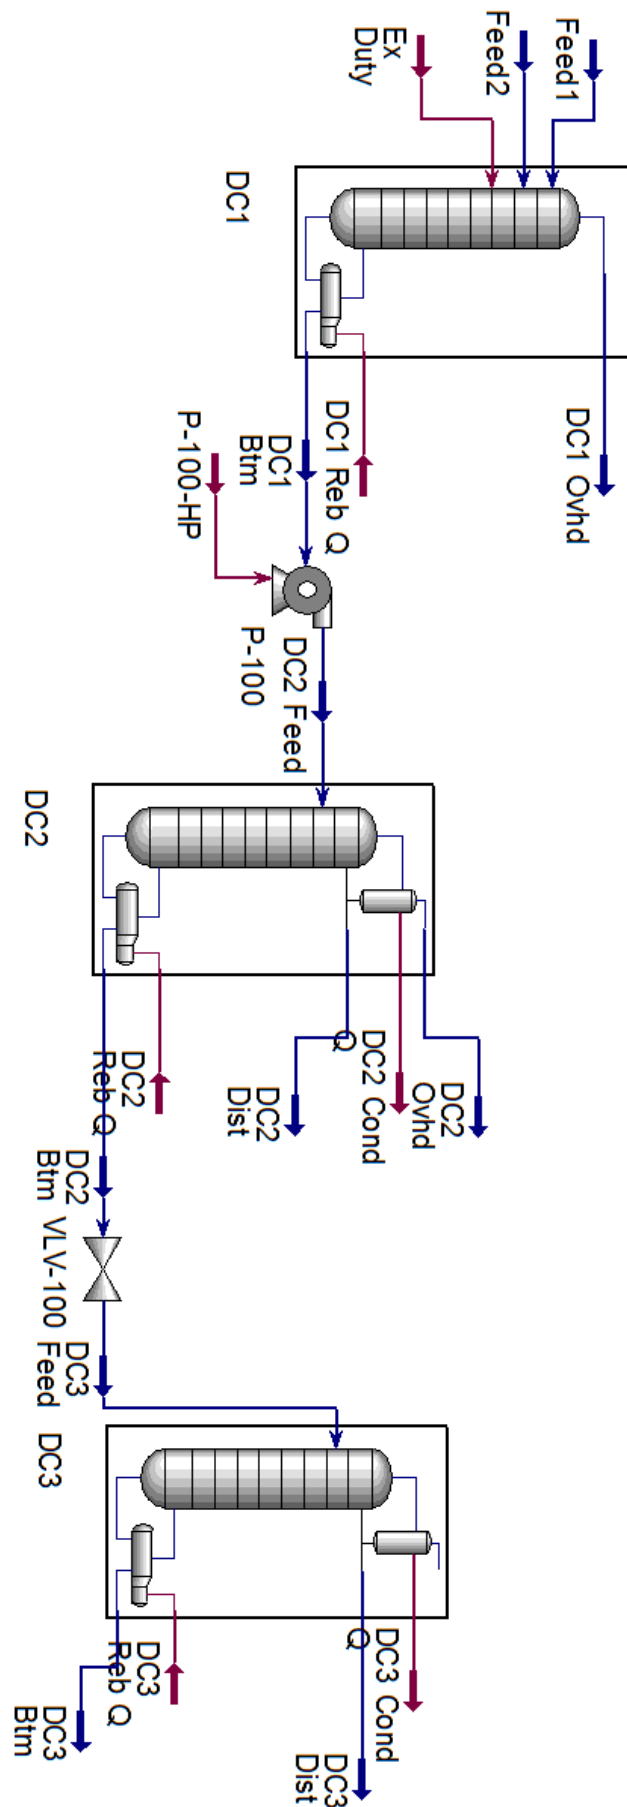 Feed1
Feed2
Ex
Duty
DC1
DC1 Ovhd
DC1 Reb Q
DC1
Btm
P-100-HP
P-100
DC2 Feed
DC2
DC2
Ovhd
DC2 Cond
Q
DC2
Dist
DC2
Reb Q
DC2
Btm
VLV-100
DC3
Feed
DC3
DC3 Cond
Q
DC3
Dist
DC3
Reb Q
DC3
Btm